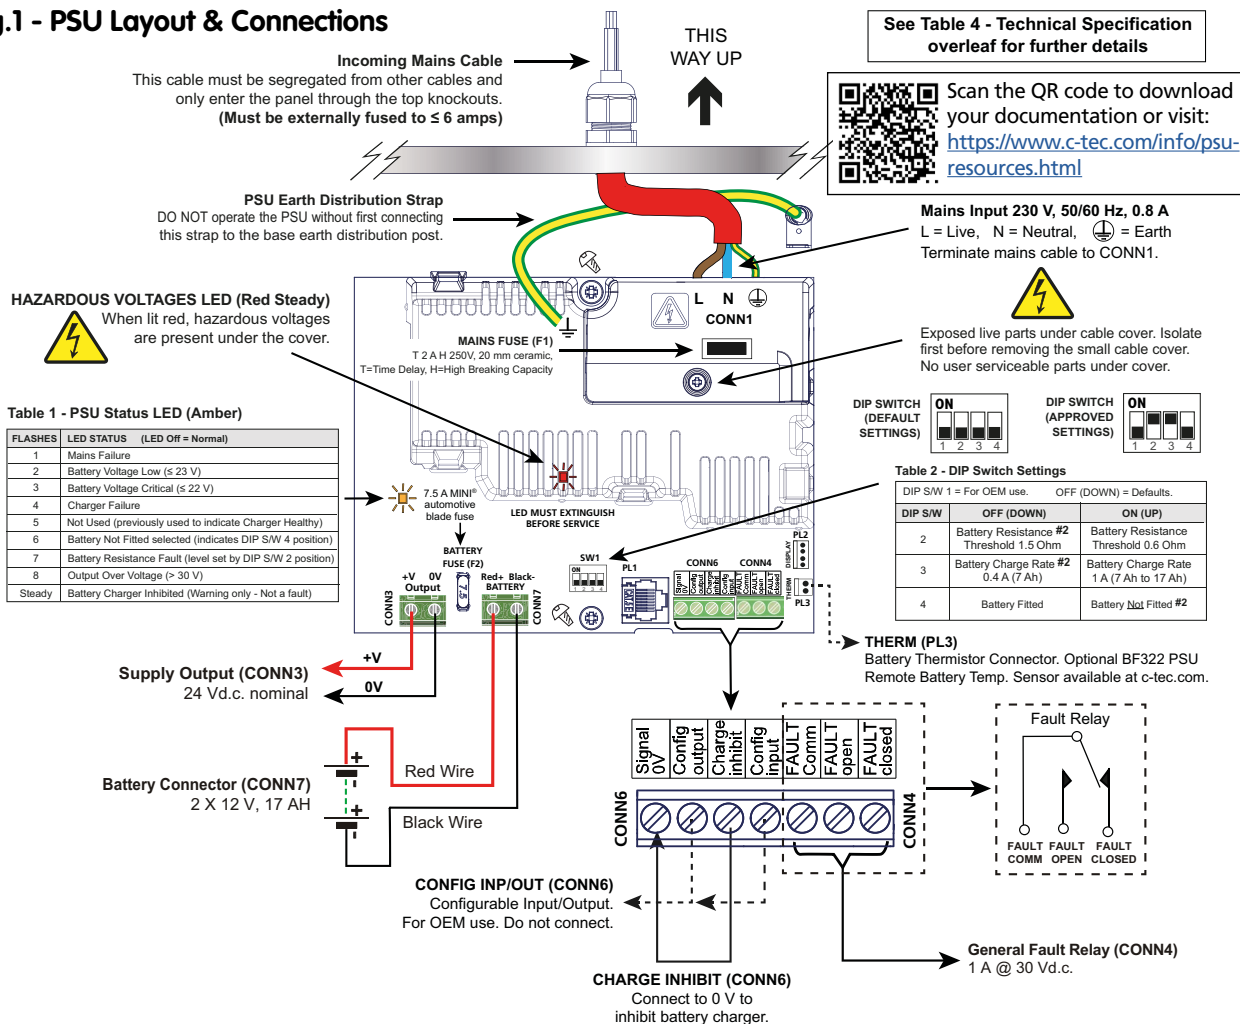 g.1 - PSU Layout & Connections
Incoming Mains Cable
This cable must be segregated from other cables and
only enter the panel through the top knockouts.
(Must be externally fused to ≤ 6 amps)
THIS
WAY UP
See Table 4 - Technical Specification
overleaf for further details
Scan the QR code to download
your documentation or visit:
https://www.c-tec.com/info/psu-
resources.html
PSU Earth Distribution Strap
DO NOT operate the PSU without first connecting
this strap to the base earth distribution post.
Mains Input 230 V, 50/60 Hz, 0.8 A
L = Live, N = Neutral, = Earth
Terminate mains cable to CONN1.
HAZARDOUS VOLTAGES LED (Red Steady)
When lit red, hazardous voltages
are present under the cover.
L N
CONN1
MAINS FUSE (F1)
T 2 A H 250V, 20 mm ceramic,
T=Time Delay, H=High Breaking Capacity
Exposed live parts under cable cover. Isolate
first before removing the small cable cover.
No user serviceable parts under cover.
DIP SWITCH
(DEFAULT
SETTINGS)
ON
1 2 3 4
DIP SWITCH
(APPROVED
SETTINGS)
ON
1 2 3 4
Table 1 - PSU Status LED (Amber)
FLASHES LED STATUS (LED Off = Normal)
1 Mains Failure
2 Battery Voltage Low (≤ 23 V)
3 Battery Voltage Critical (≤ 22 V)
4 Charger Failure
5 Not Used (previously used to indicate Charger Healthy)
6 Battery Not Fitted selected (indicates DIP S/W 4 position)
7 Battery Resistance Fault (level set by DIP S/W 2 position)
8 Output Over Voltage (> 30 V)
Steady Battery Charger Inhibited (Warning only - Not a fault)
7.5 A MINI®
automotive
blade fuse
LED MUST EXTINGUISH
BEFORE SERVICE
BATTERY
FUSE (F2)
+V 0V
Output
CONN3
7.5
Red+ Black-
BATTERY
CONN7
SW1
ON
1 2 3 4
PL1
CONN6
CONN4
Signal 0V
Config output
Charge inhibit
Config input
FAULT Comm
FAULT open
FAULT closed
PL2
DISPLAY
THERM
PL3
Table 2 - DIP Switch Settings
DIP S/W 1 = For OEM use. OFF (DOWN) = Defaults.
DIP S/W OFF (DOWN) ON (UP)
2 Battery Resistance #2 Threshold 1.5 Ohm Battery Resistance Threshold 0.6 Ohm
3 Battery Charge Rate #2 0.4 A (7 Ah) Battery Charge Rate 1 A (7 Ah to 17 Ah)
4 Battery Fitted Battery Not Fitted #2
THERM (PL3)
Battery Thermistor Connector. Optional BF322 PSU
Remote Battery Temp. Sensor available at c-tec.com.
Supply Output (CONN3)
24 Vd.c. nominal
+V
0V
Battery Connector (CONN7)
2 X 12 V, 17 AH
+
-
+
-
Red Wire
Black Wire
Signal 0V
Config output
Charge inhibit
Config input
FAULT Comm
FAULT open
FAULT closed
CONN6
CONN4
Fault Relay
FAULT COMM
FAULT OPEN
FAULT CLOSED
CONFIG INP/OUT (CONN6)
Configurable Input/Output.
For OEM use. Do not connect.
CHARGE INHIBIT (CONN6)
Connect to 0 V to
inhibit battery charger.
General Fault Relay (CONN4)
1 A @ 30 Vd.c.